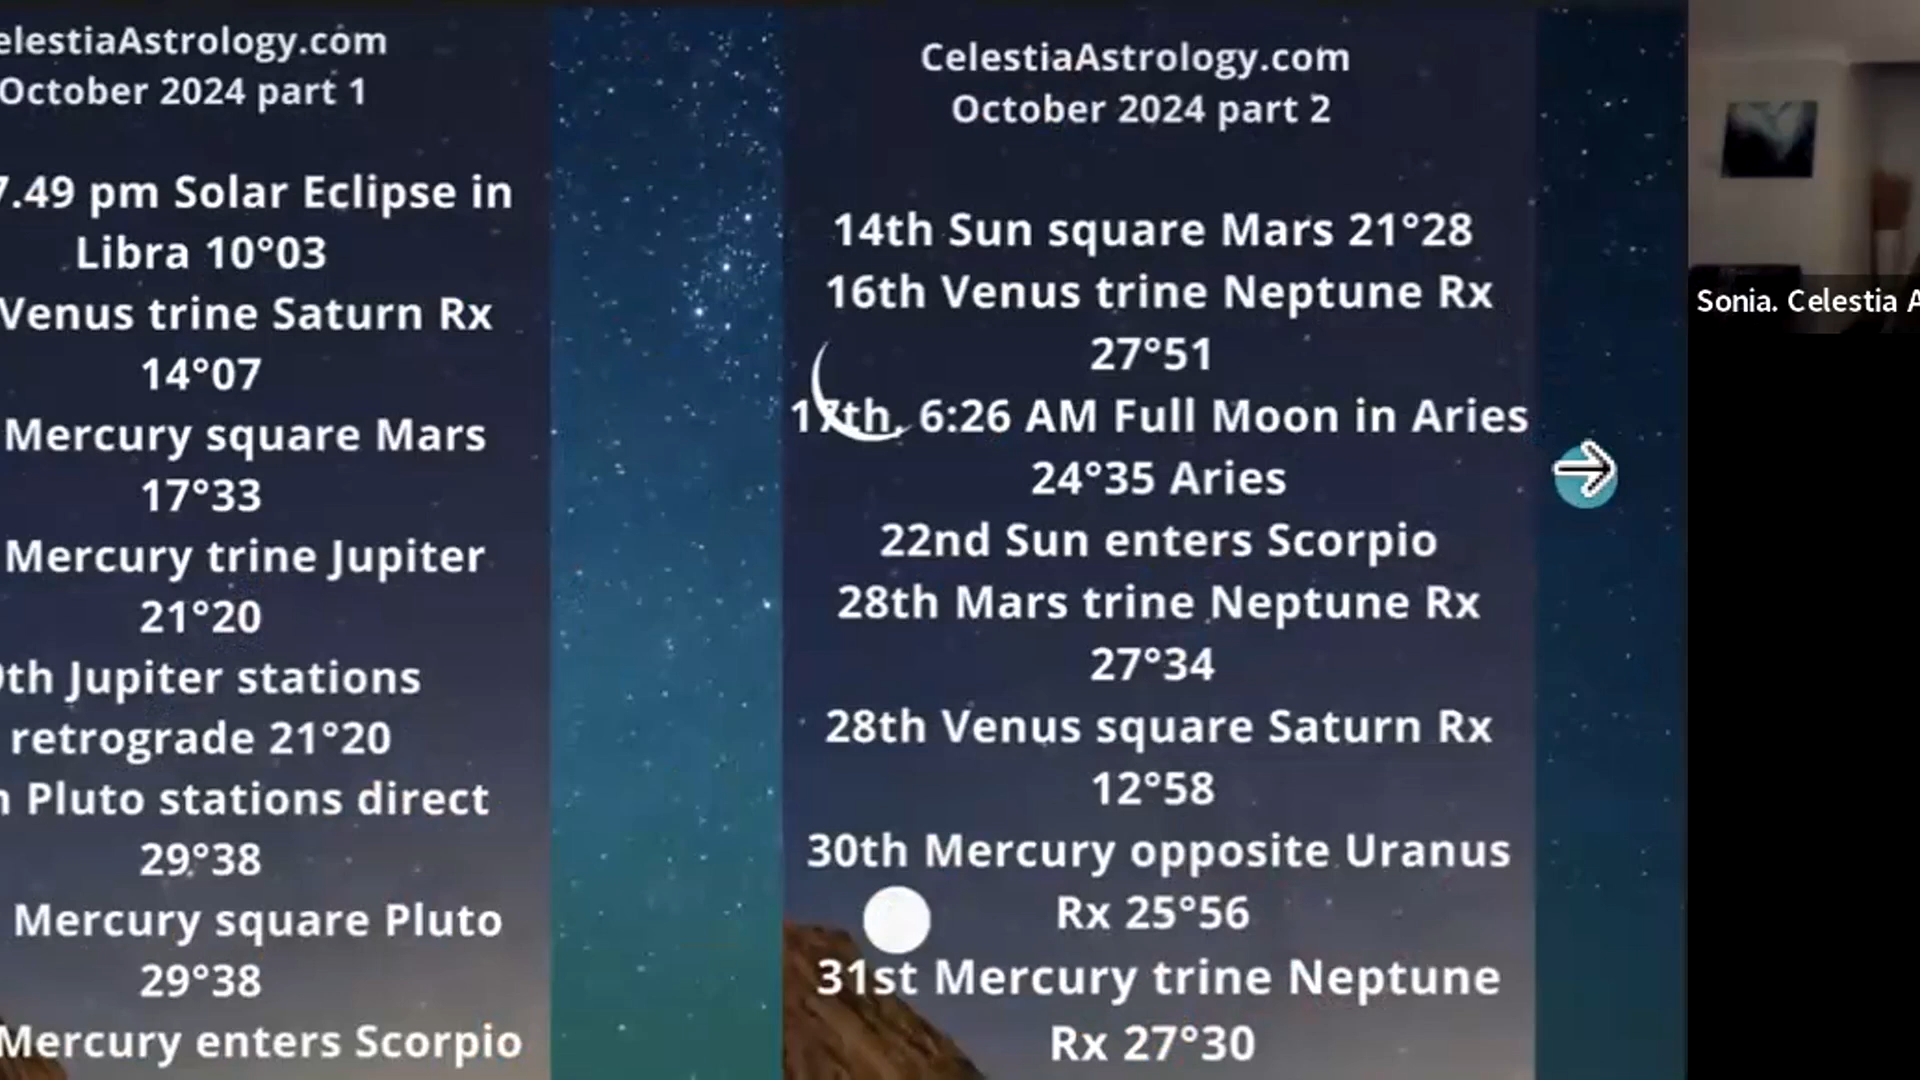 elestiaAstrology.com
October 2024 part 1
7.49 pm Solar Eclipse in
Libra 10°03
Venus trine Saturn Rx
14°07
Mercury square Mars
17°33
Mercury trine Jupiter
21°20
th Jupiter stations
retrograde 21°20
Pluto stations direct
29°38
Mercury square Pluto
29°38
Mercury enters Scorpio
CelestiaAstrology.com
October 2024 part 2
14th Sun square Mars 21°28
16th Venus trine Neptune Rx
27°51
17th, 6:26 AM Full Moon in Aries
24°35 Aries
22nd Sun enters Scorpio
28th Mars trine Neptune Rx
27°34
28th Venus square Saturn Rx
12°58
30th Mercury opposite Uranus
Rx 25°56
31st Mercury trine Neptune
Rx 27°30
Sonia. Celestia A